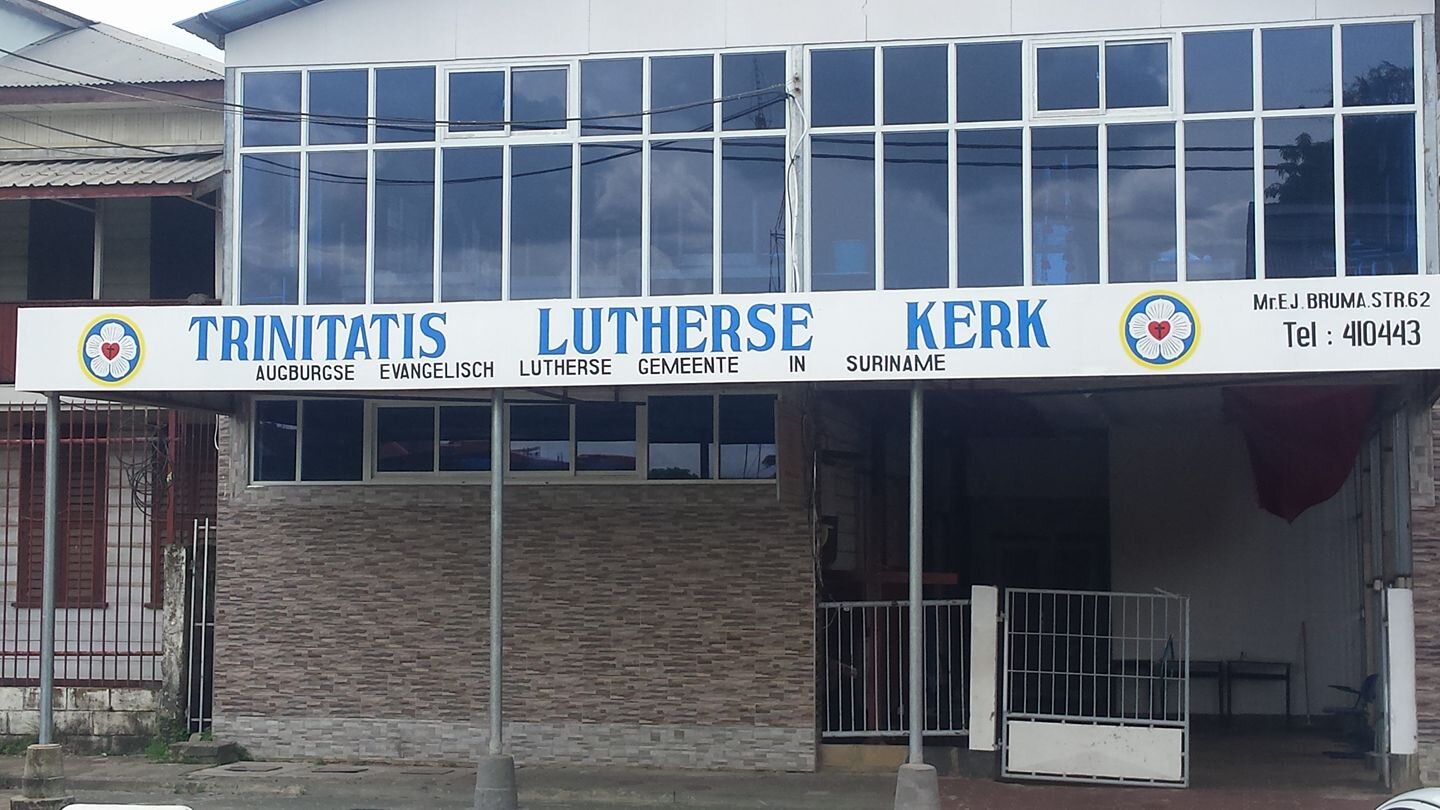 TRINITATIS LUTHERSE KERK
AUGBURGSE EVANGELISCH LUTHERSE GEMEENTE IN SURINAME
Mr.E.J. BRUMA.STR.62
Tel : 410443